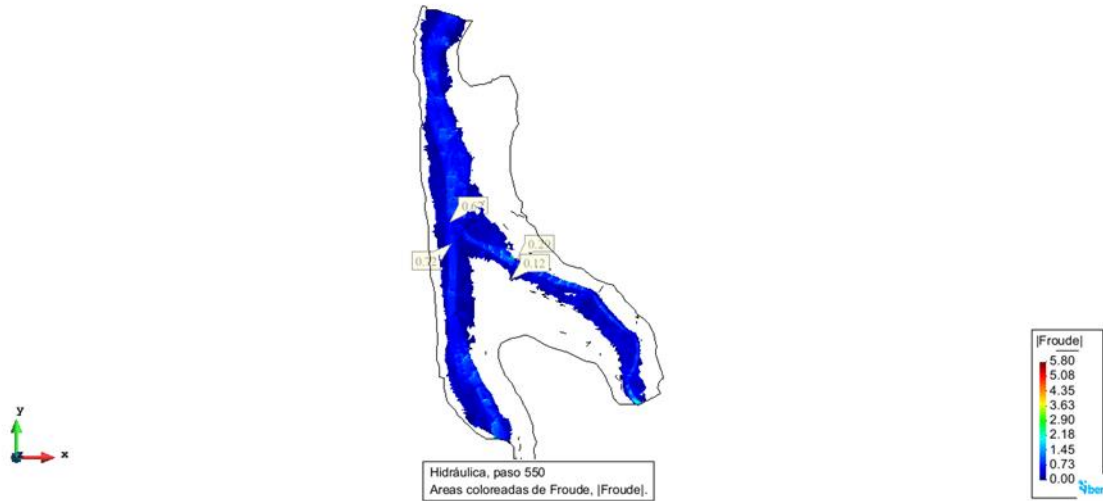 0.67
0.72
0.29
0.12
|Froude|
5.80
5.08
4.35
3.63
2.90
2.18
1.45
0.73
0.00
y
x
Hidráulica, paso 550
Areas coloreadas de Froude, |Froude|.